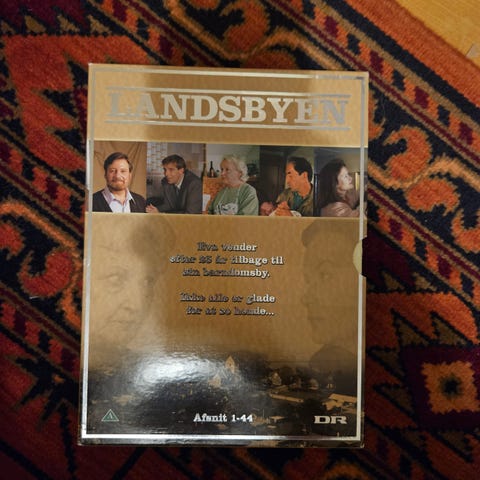 LANDSBYEN
Eva vender
efter 25 år tilbage til
sin barndomsby.
Ikke alle er glade
for at se hende...
Afsnit 1-44
DR